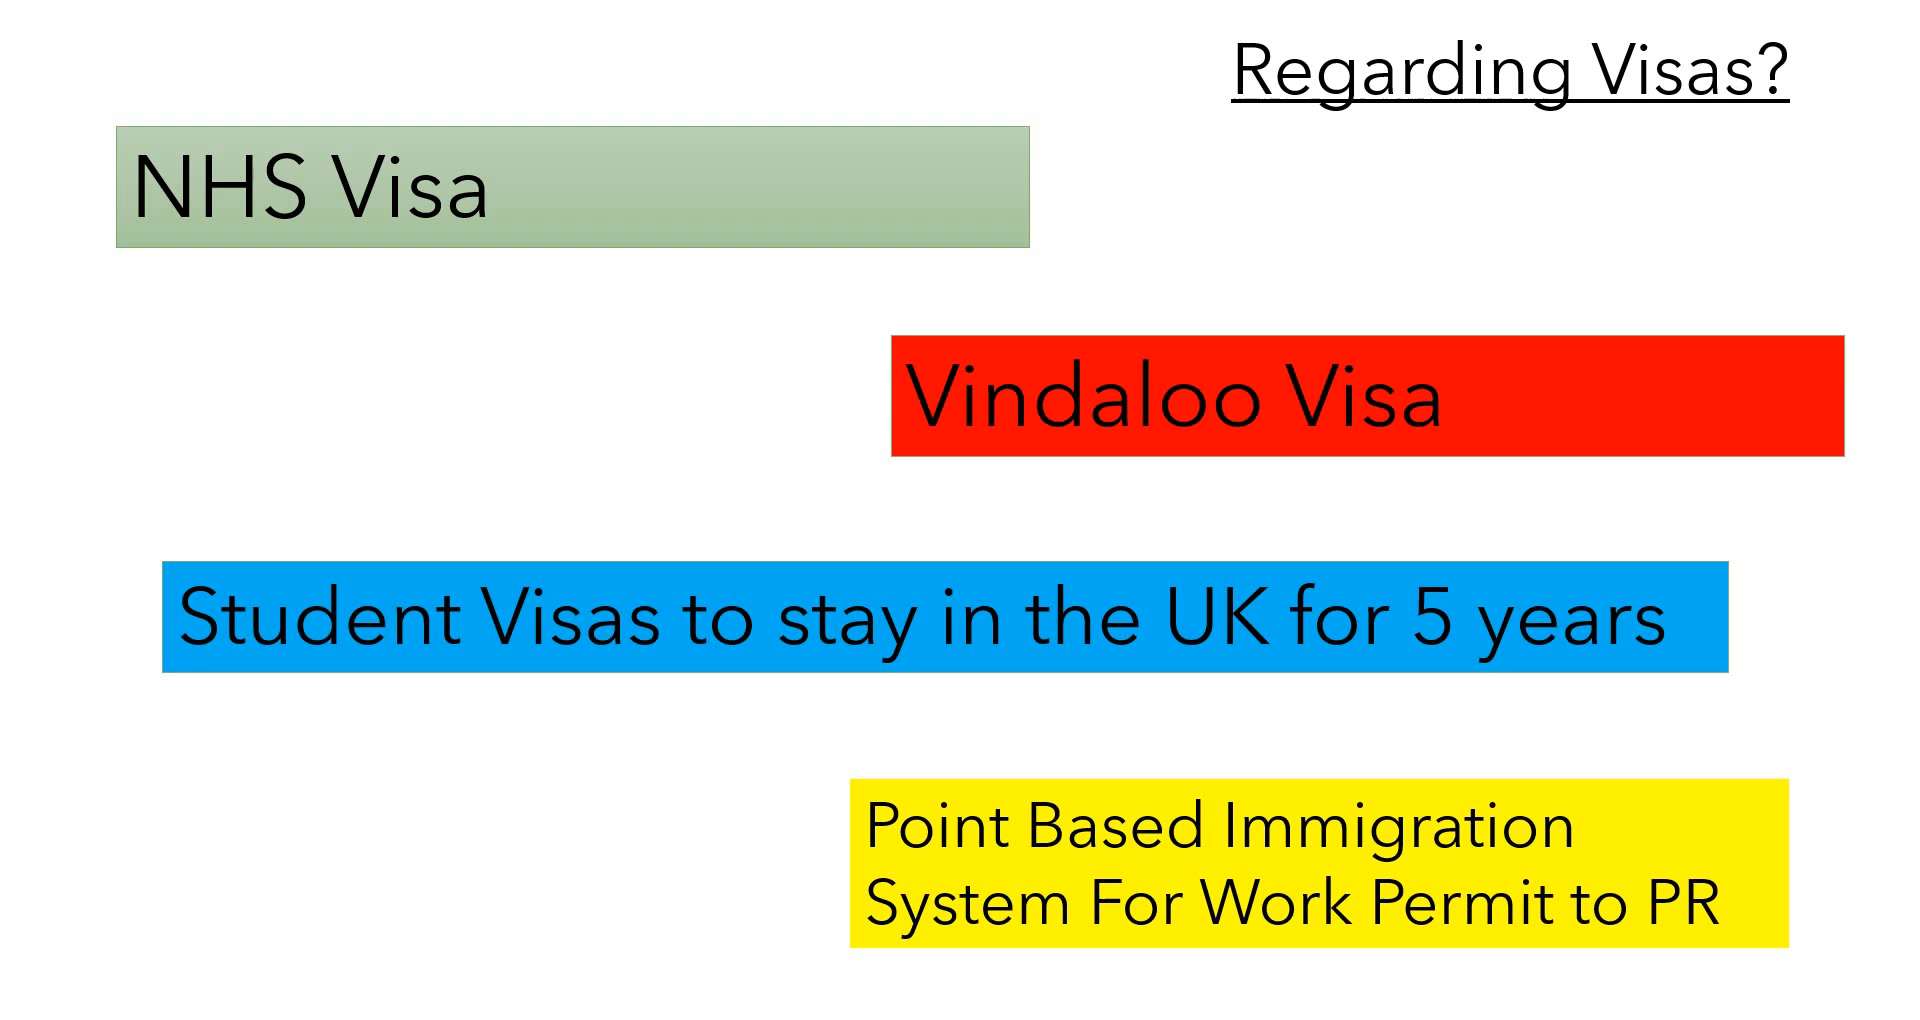 Regarding Visas?
NHS Visa
Vindaloo Visa
Student Visas to stay in the UK for 5 years
Point Based Immigration
System For Work Permit to PR